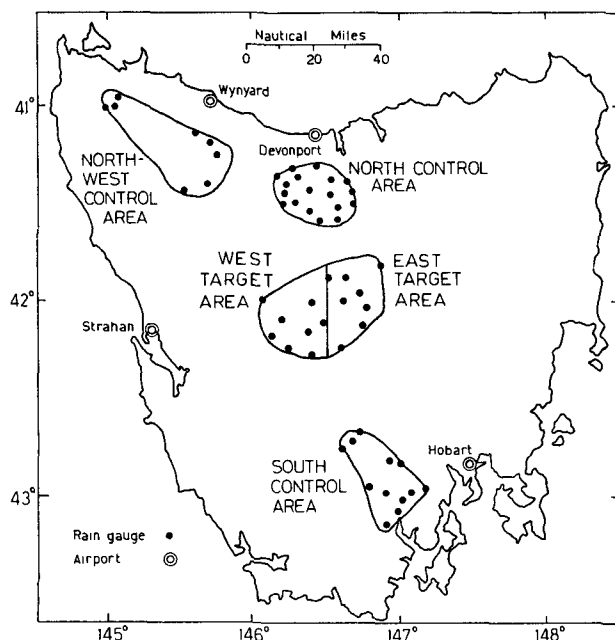 Nautical Miles
0 20 40
Wynyard
41°
Devonport
NORTH-
WEST
CONTROL
AREA
NORTH CONTROL
AREA
WEST
TARGET
AREA
EAST
TARGET
AREA
42°
Strahan
Hobart
SOUTH
CONTROL
AREA
43°
Rain gauge
Airport
145° 146° 147° 148°